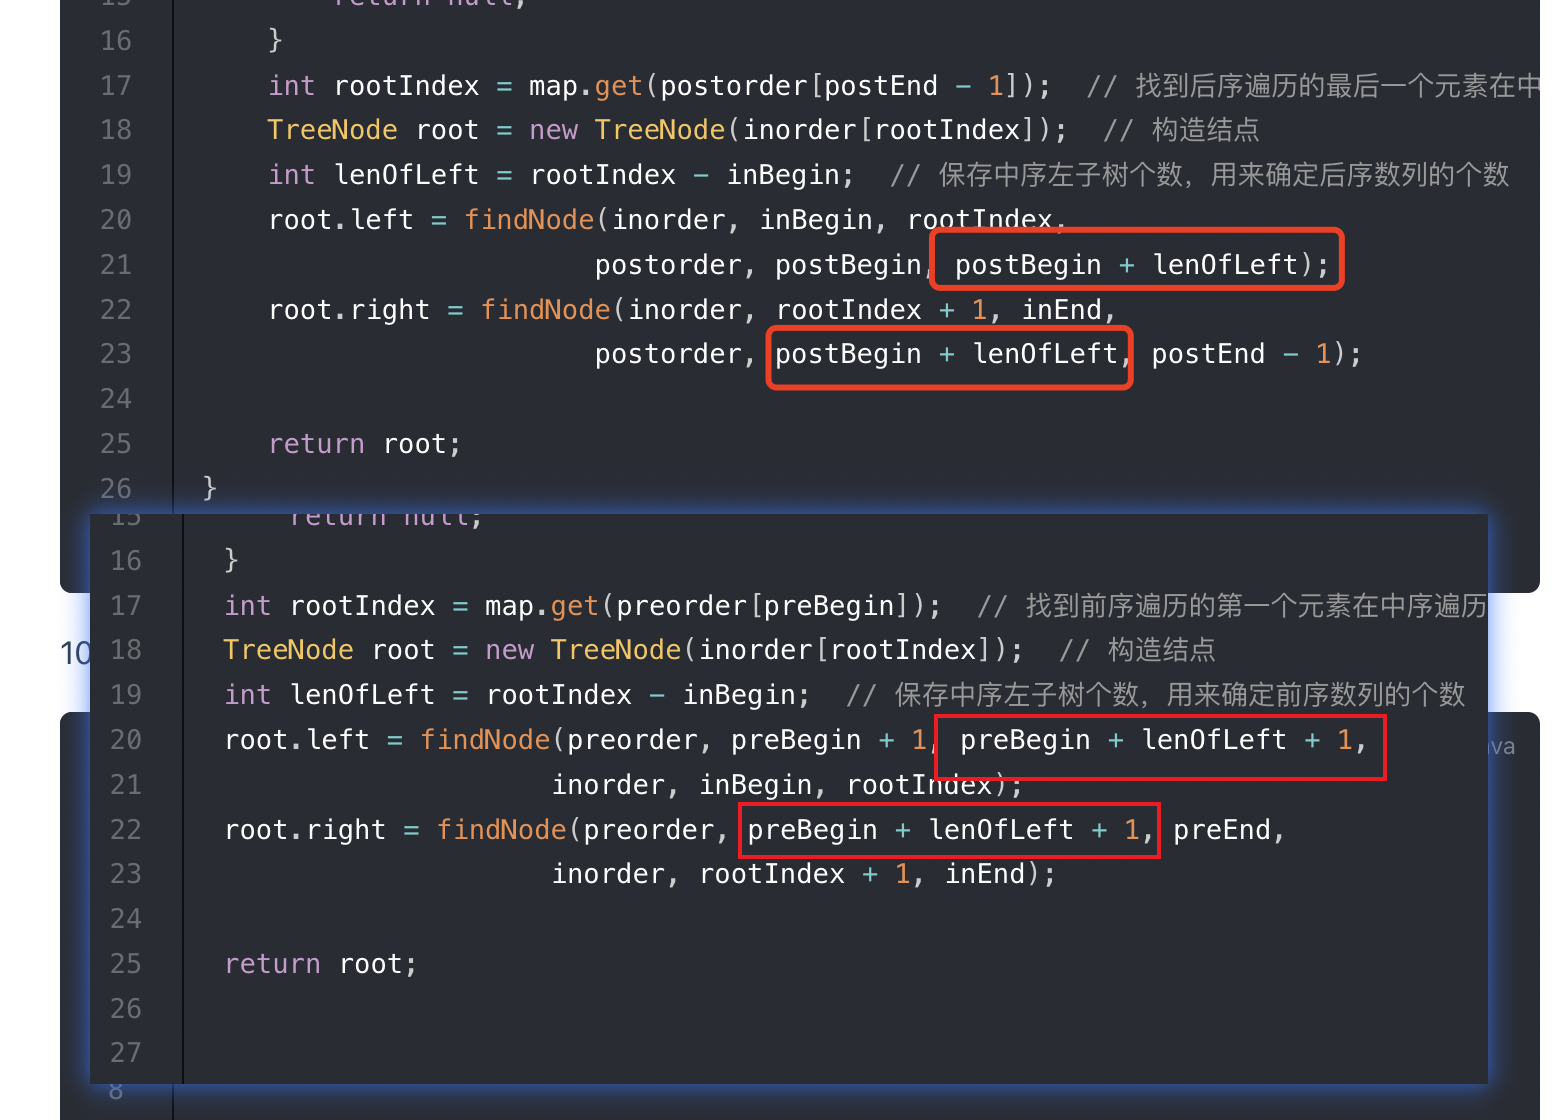 15 return null;
16 }
17 int rootIndex = map.get(postorder[postEnd - 1]); // 找到后序遍历的最后一个元素在中
18 TreeNode root = new TreeNode(inorder[rootIndex]); // 构造结点
19 int lenOfLeft = rootIndex - inBegin; // 保存中序左子树个数，用来确定后序数列的个数
20 root.left = findNode(inorder, inBegin, rootIndex,
21 postorder, postBegin, postBegin + lenOfLeft);
22 root.right = findNode(inorder, rootIndex + 1, inEnd,
23 postorder, postBegin + lenOfLeft, postEnd - 1);
24
25 return root;
26 }
15 return null;
16 }
17 int rootIndex = map.get(preorder[preBegin]); // 找到前序遍历的第一个元素在中序遍历
10
18 TreeNode root = new TreeNode(inorder[rootIndex]); // 构造结点
19 int lenOfLeft = rootIndex - inBegin; // 保存中序左子树个数，用来确定前序数列的个数
20 root.left = findNode(preorder, preBegin + 1, preBegin + lenOfLeft + 1,
va
21 inorder, inBegin, rootIndex);
22 root.right = findNode(preorder, preBegin + lenOfLeft + 1, preEnd,
23 inorder, rootIndex + 1, inEnd);
24
25 return root;
26
27
8